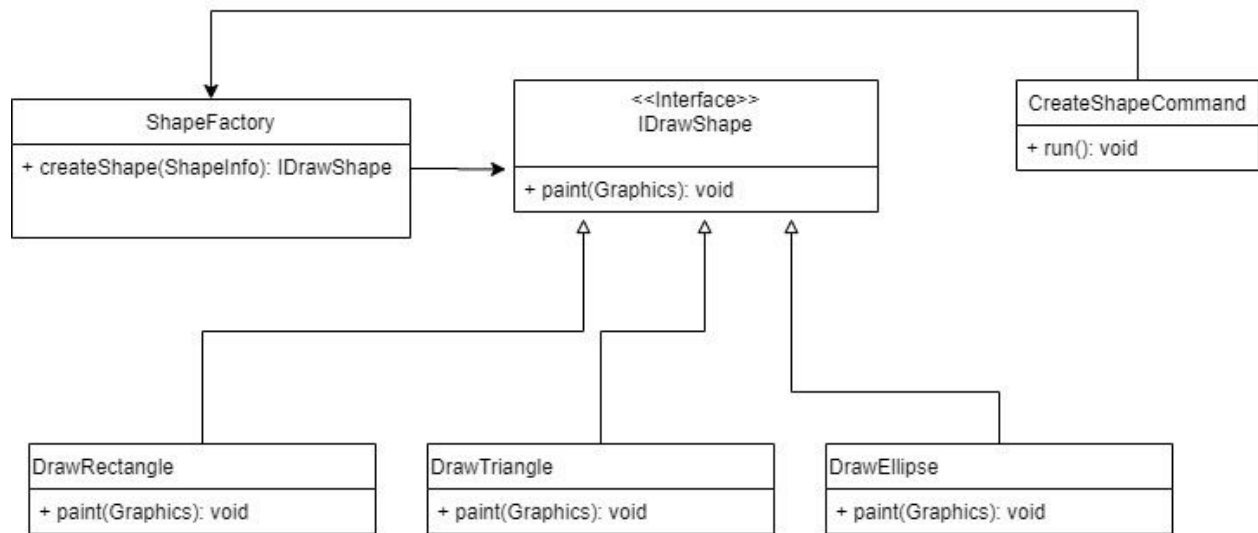 ShapeFactory
+ createShape(ShapeInfo): IDrawShape
<<Interface>>
IDrawShape
+ paint(Graphics): void
CreateShapeCommand
+ run(): void
DrawRectangle
+ paint(Graphics): void
DrawTriangle
+ paint(Graphics): void
DrawEllipse
+ paint(Graphics): void